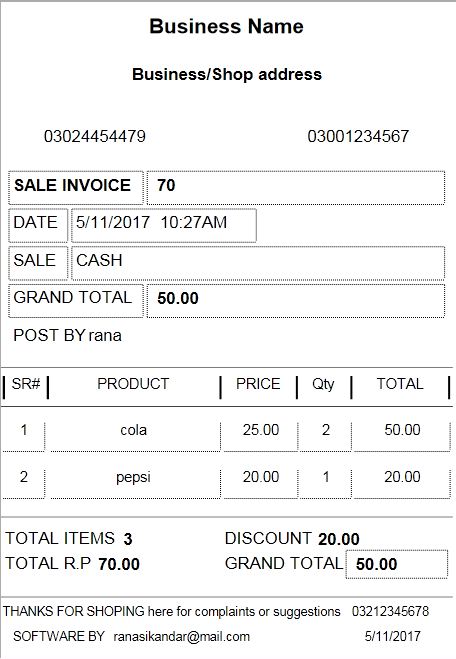 Business Name
Business/Shop address
03024454479 03001234567
SALE INVOICE 70
DATE 5/11/2017 10:27AM
SALE CASH
GRAND TOTAL 50.00
POST BY rana
SR# PRODUCT PRICE Qty TOTAL
1 cola 25.00 2 50.00
2 pepsi 20.00 1 20.00
TOTAL ITEMS 3 DISCOUNT 20.00
TOTAL R.P 70.00 GRAND TOTAL 50.00
THANKS FOR SHOPING here for complaints or suggestions 03212345678
SOFTWARE BY ranasikandar@mail.com 5/11/2017